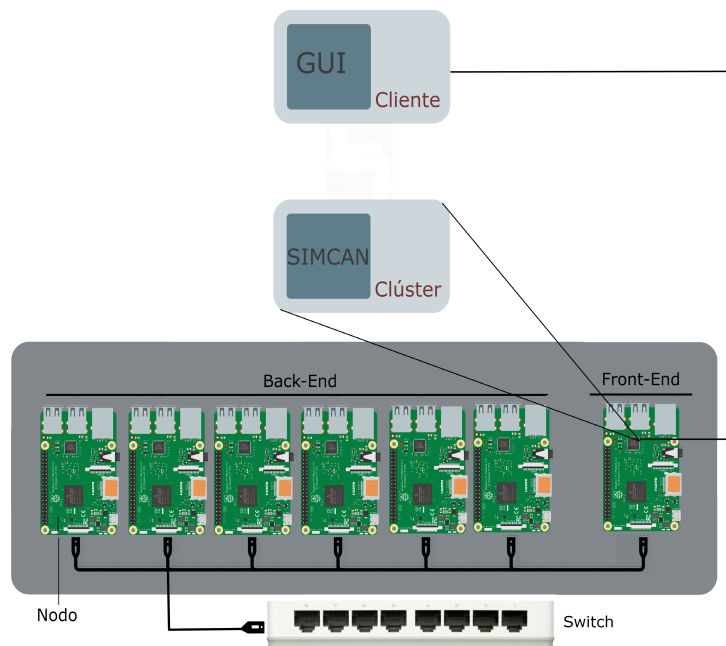 GUI
Cliente
SIMCAN
Clúster
Back-End
Front-End
Nodo
Switch